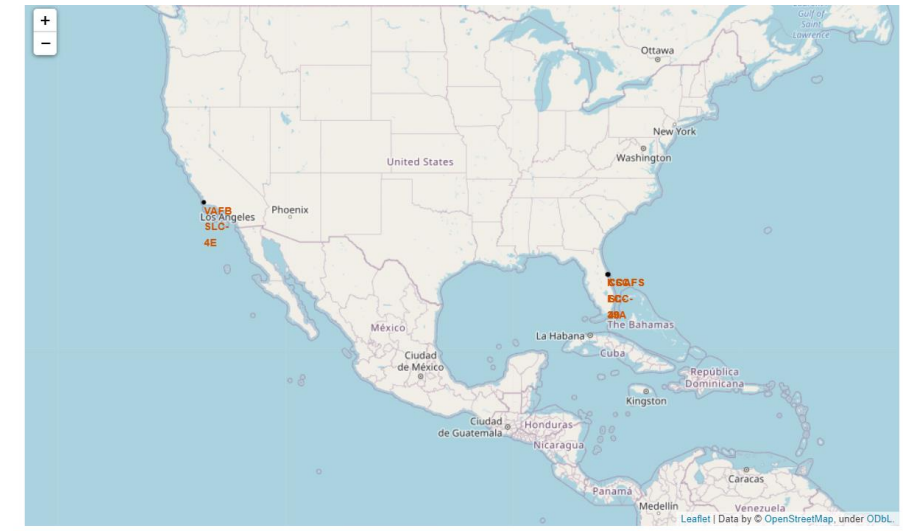 +
−
Gulf of
Saint
Lawrence
Ottawa
New York
Washington
United States
VAFB
SLC-
4E
Los Angeles
Phoenix
The Bahamas
La Habana
Cuba
México
Ciudad
de México
República
Dominicana
Kingston
Ciudad
de Guatemala
Honduras
Nicaragua
Panamá
Caracas
Medellín
Venezuela
Leaflet | Data by © OpenStreetMap, under ODbL.